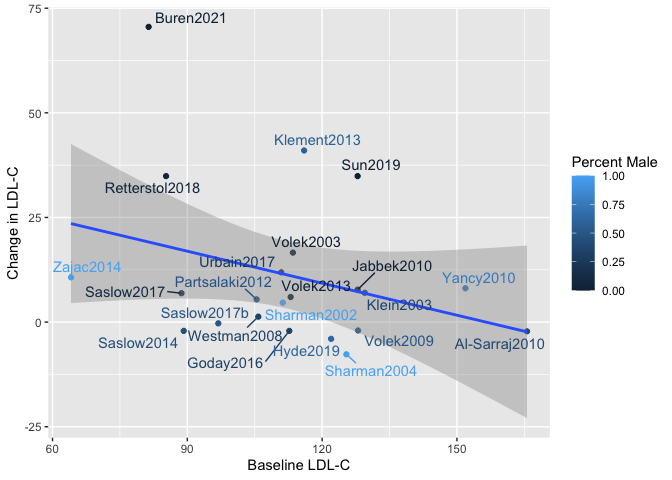 75
50
25
0
-25
60
90
120
150
Change in LDL-C
Baseline LDL-C
Buren2021
Klement2013
Sun2019
Retterstol2018
Volek2003
Urbain2017
Jabbek2010
Zajac2014
Partsalaki2012
Volek2013
Yancy2010
Saslow2017
Klein2003
Saslow2017b
Sharman2002
Westman2008
Saslow2014
Hyde2019
Volek2009
Al-Sarraj2010
Goday2016
Sharman2004
Percent Male
1.00
0.75
0.50
0.25
0.00